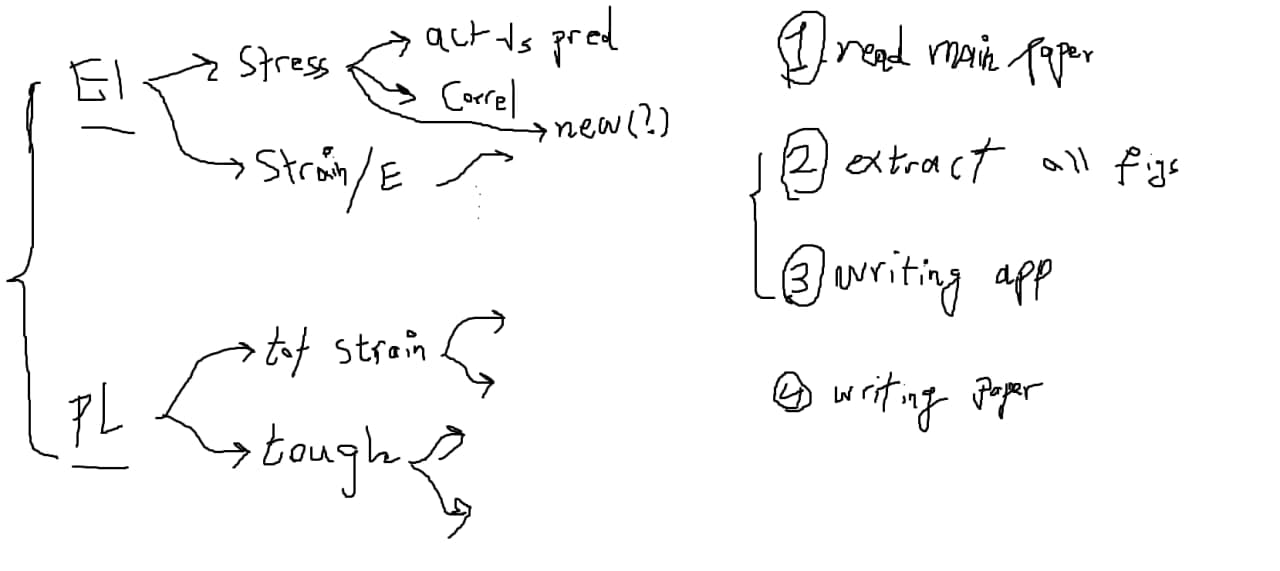 El
Stress
act vs pred
Correl
new(?)
Strain/E
PL
tot strain
tough
1 read main paper
2 extract all figs
3 writing app
4 writing paper